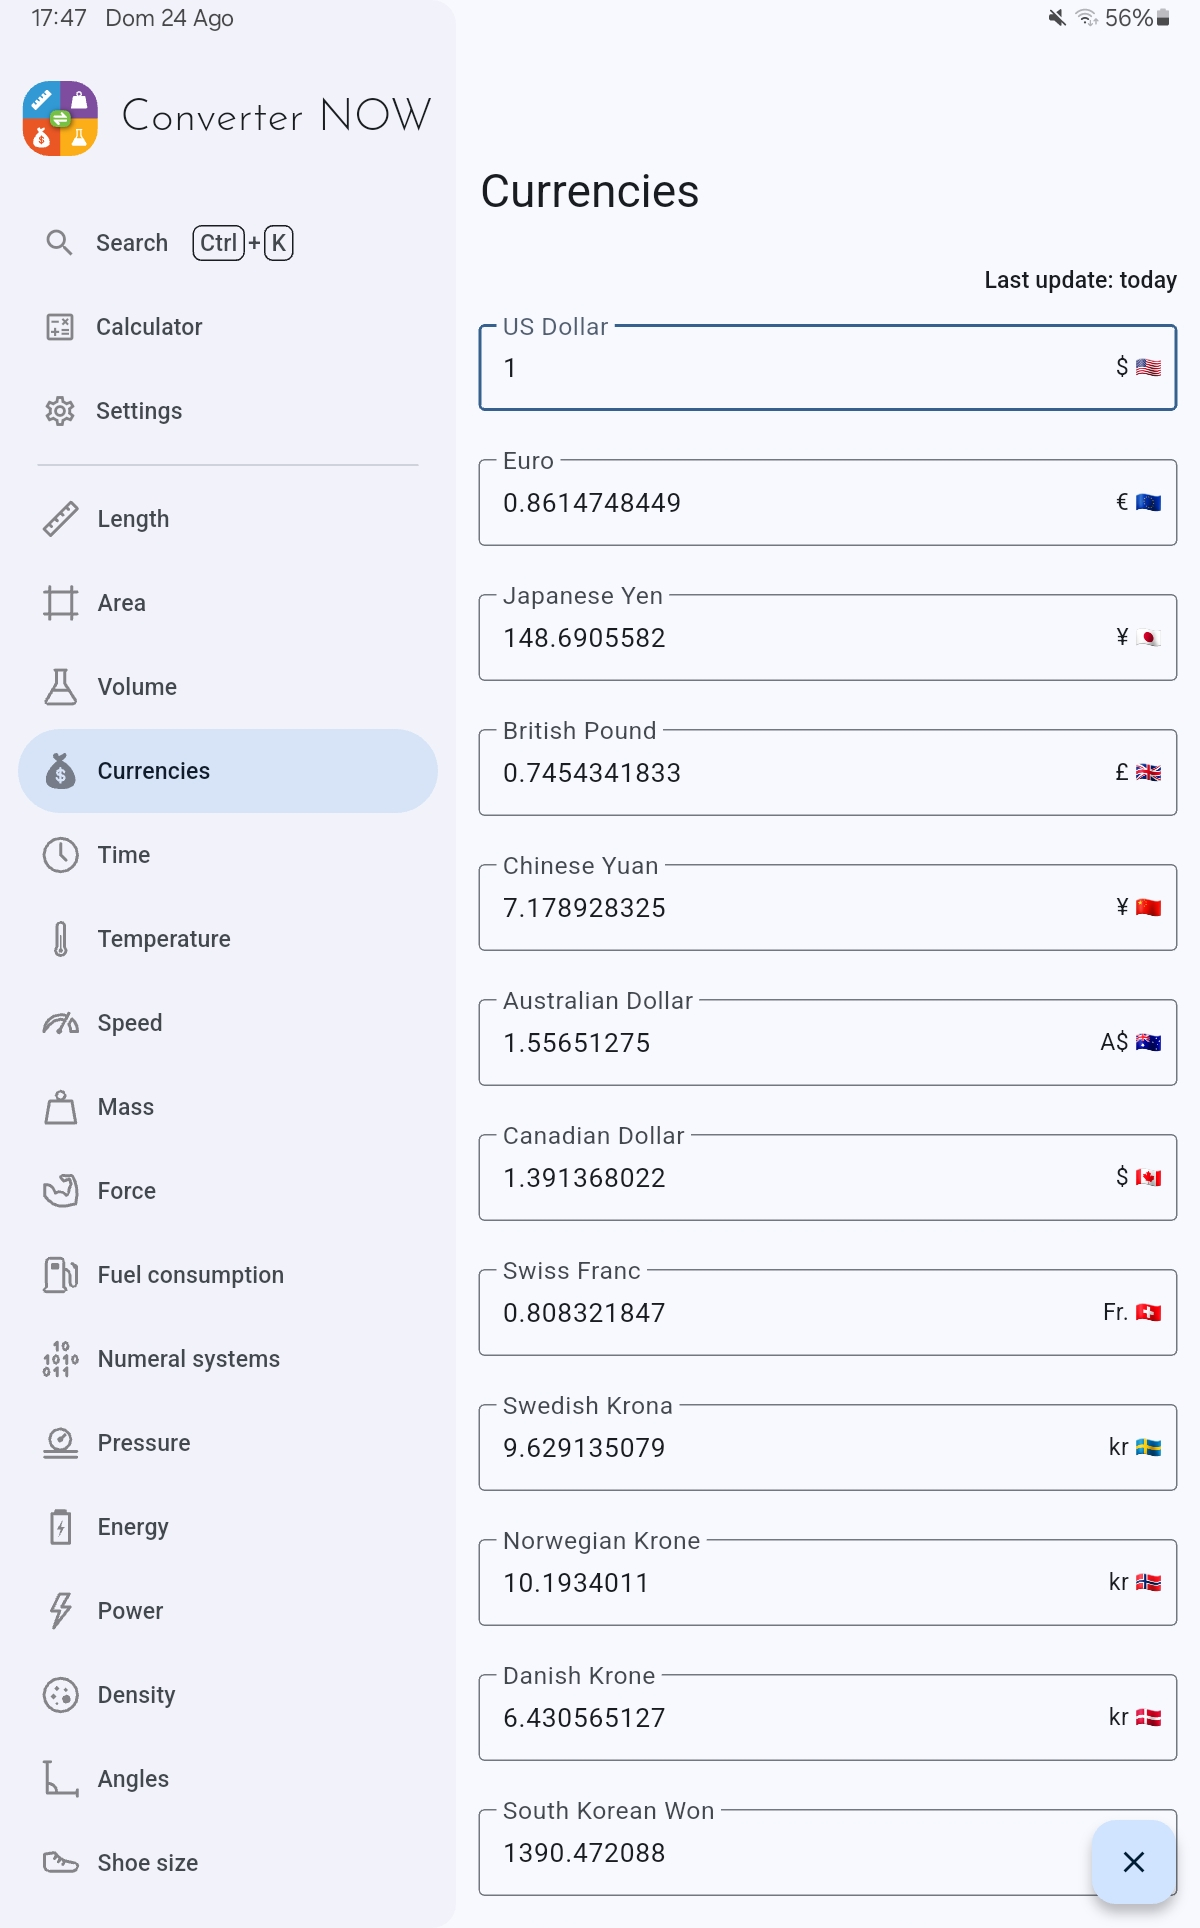 17:47 Dom 24 Ago
56%
Converter NOW
Search Ctrl + K
Calculator
Settings
Length
Area
Volume
Currencies
Time
Temperature
Speed
Mass
Force
Fuel consumption
Numeral systems
Pressure
Energy
Power
Density
Angles
Shoe size
Currencies
Last update: today
US Dollar
1 $
Euro
0.8614748449 €
Japanese Yen
148.6905582 ¥
British Pound
0.7454341833 £
Chinese Yuan
7.178928325 ¥
Australian Dollar
1.55651275 A$
Canadian Dollar
1.391368022 $
Swiss Franc
0.808321847 Fr.
Swedish Krona
9.629135079 kr
Norwegian Krone
10.1934011 kr
Danish Krone
6.430565127 kr
South Korean Won
1390.472088